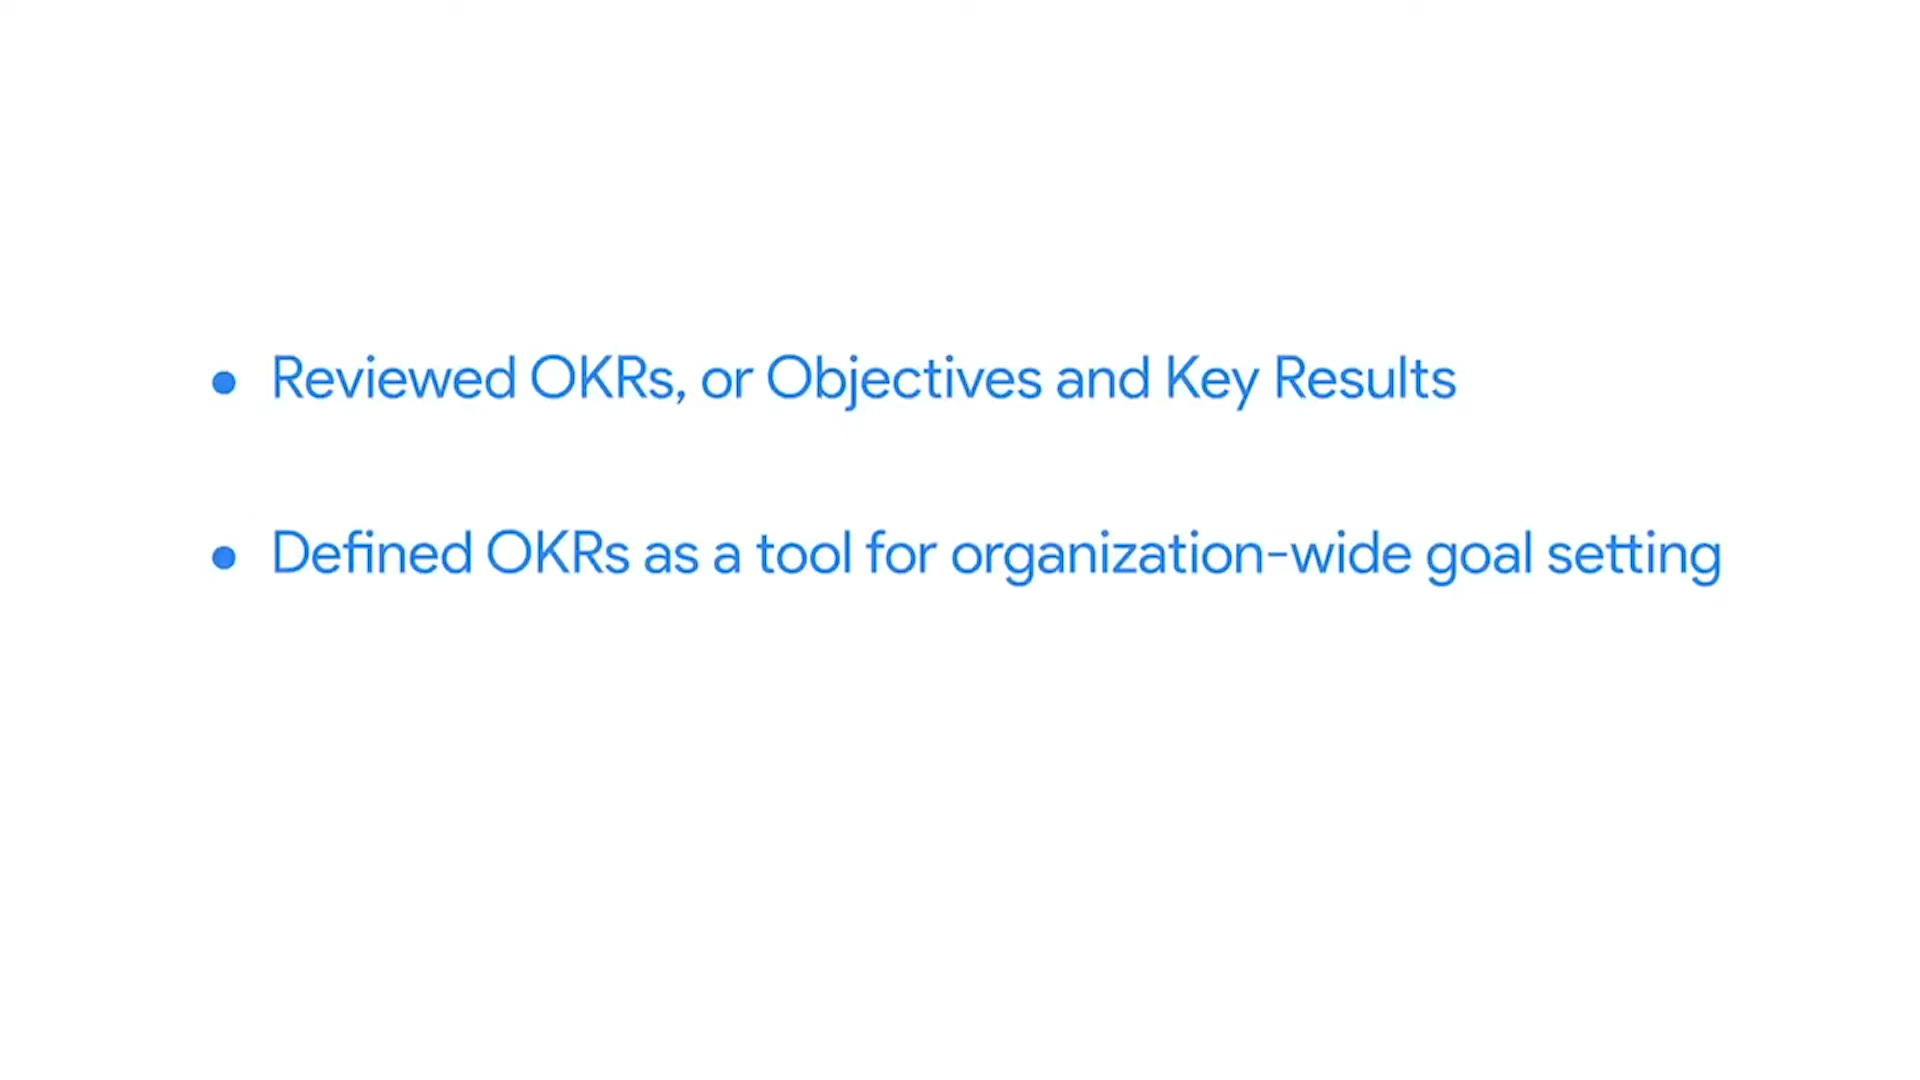 • Reviewed OKRs, or Objectives and Key Results
• Defined OKRs as a tool for organization-wide goal setting